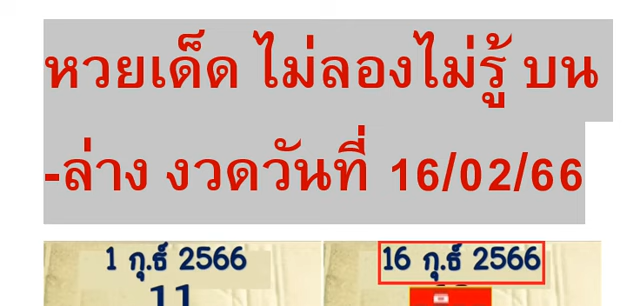 หวยเด็ด ไม่ลองไม่รู้ บน
-ล่าง งวดวันที่ 16/02/66
1 กุ.ธ์ 2566
16 กุ.ธ์ 2566
11